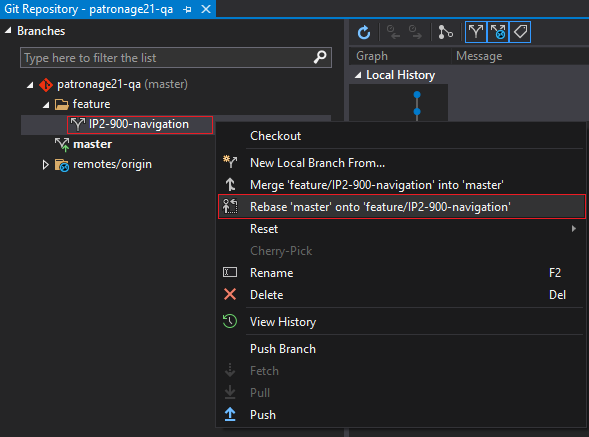 Git Repository - patronage21-qa
Branches
Type here to filter the list
Graph
Message
Local History
patronage21-qa (master)
feature
IP2-900-navigation
master
remotes/origin
Checkout
New Local Branch From...
Merge 'feature/IP2-900-navigation' into 'master'
Rebase 'master' onto 'feature/IP2-900-navigation'
Reset
Cherry-Pick
Rename F2
Delete Del
View History
Push Branch
Fetch
Pull
Push